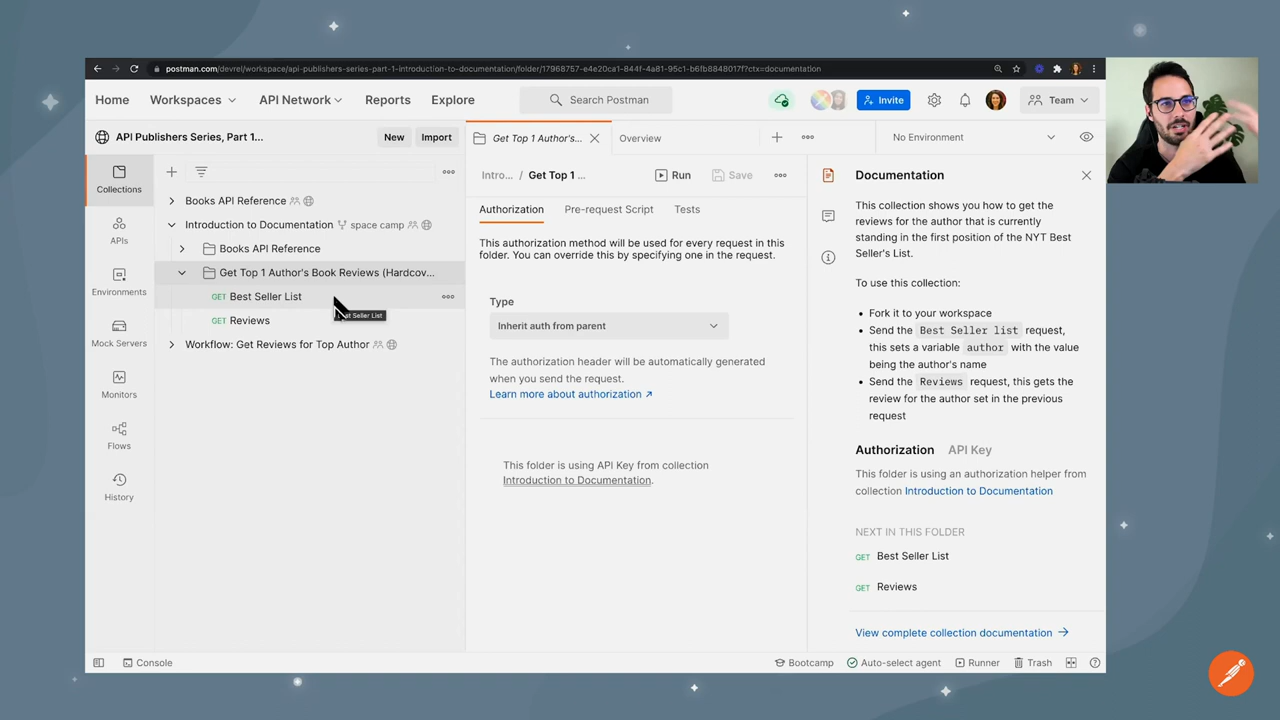 postman.com/devrel/workspace/api-publishers-series-part-1-introduction-to-documentation/folder/17968757-e4e20ca1-844f-4a81-95c1-b6fb8848017f?ctx=documentation
Home
Workspaces
API Network
Reports
Explore
Search Postman
Invite
Team
API Publishers Series, Part 1...
New
Import
Get Top 1 Author's...
Overview
No Environment
Collections
APIs
Environments
Mock Servers
Monitors
Flows
History
Books API Reference
Introduction to Documentation
space camp
Books API Reference
Get Top 1 Author's Book Reviews (Hardcov...
GET Best Seller List
GET Reviews
Workflow: Get Reviews for Top Author
Intro... / Get Top 1 ...
Run
Save
Authorization
Pre-request Script
Tests
This authorization method will be used for every request in this
folder. You can override this by specifying one in the request.
Type
Inherit auth from parent
The authorization header will be automatically generated
when you send the request.
Learn more about authorization ↗
This folder is using API Key from collection
Introduction to Documentation.
Documentation
This collection shows you how to get the
reviews for the author that is currently
standing in the first position of the NYT Best
Seller's List.
To use this collection:
• Fork it to your workspace
• Send the Best Seller list request,
this sets a variable author with the value
being the author's name
• Send the Reviews request, this gets the
review for the author set in the previous
request
Authorization API Key
This folder is using an authorization helper from
collection Introduction to Documentation
NEXT IN THIS FOLDER
GET Best Seller List
GET Reviews
View complete collection documentation →
Console
Bootcamp
Auto-select agent
Runner
Trash